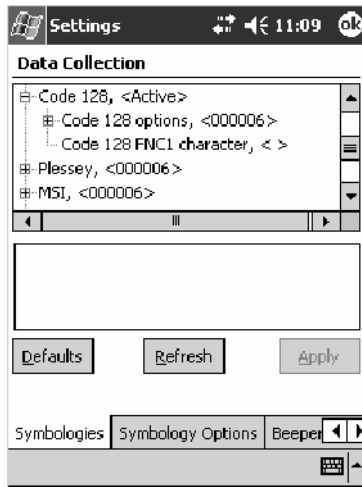 Settings 11:09 ok
Data Collection
Code 128, <Active>
Code 128 options, <000006>
Code 128 FNC1 character, < >
Plessey, <000006>
MSI, <000006>
Defaults Refresh Apply
Symbologies Symbology Options Beeper